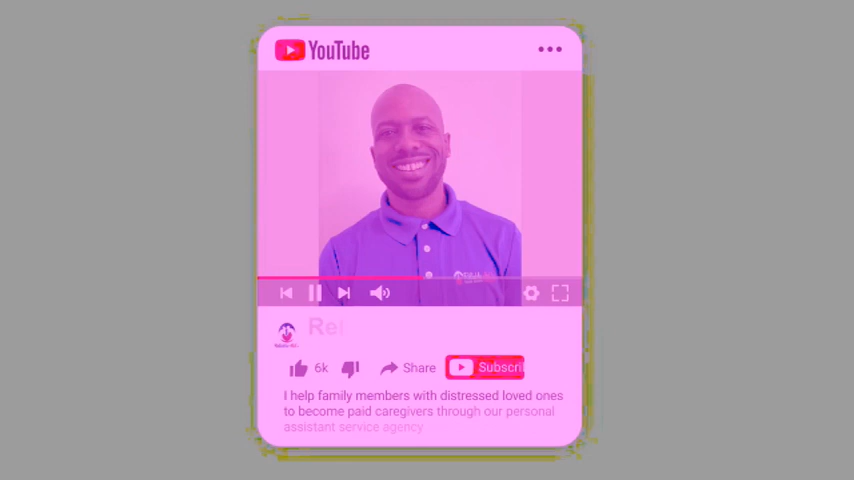 YouTube
Ref
6k
Share
Subscri
I help family members with distressed loved ones
to become paid caregivers through our personal
assistant service agency